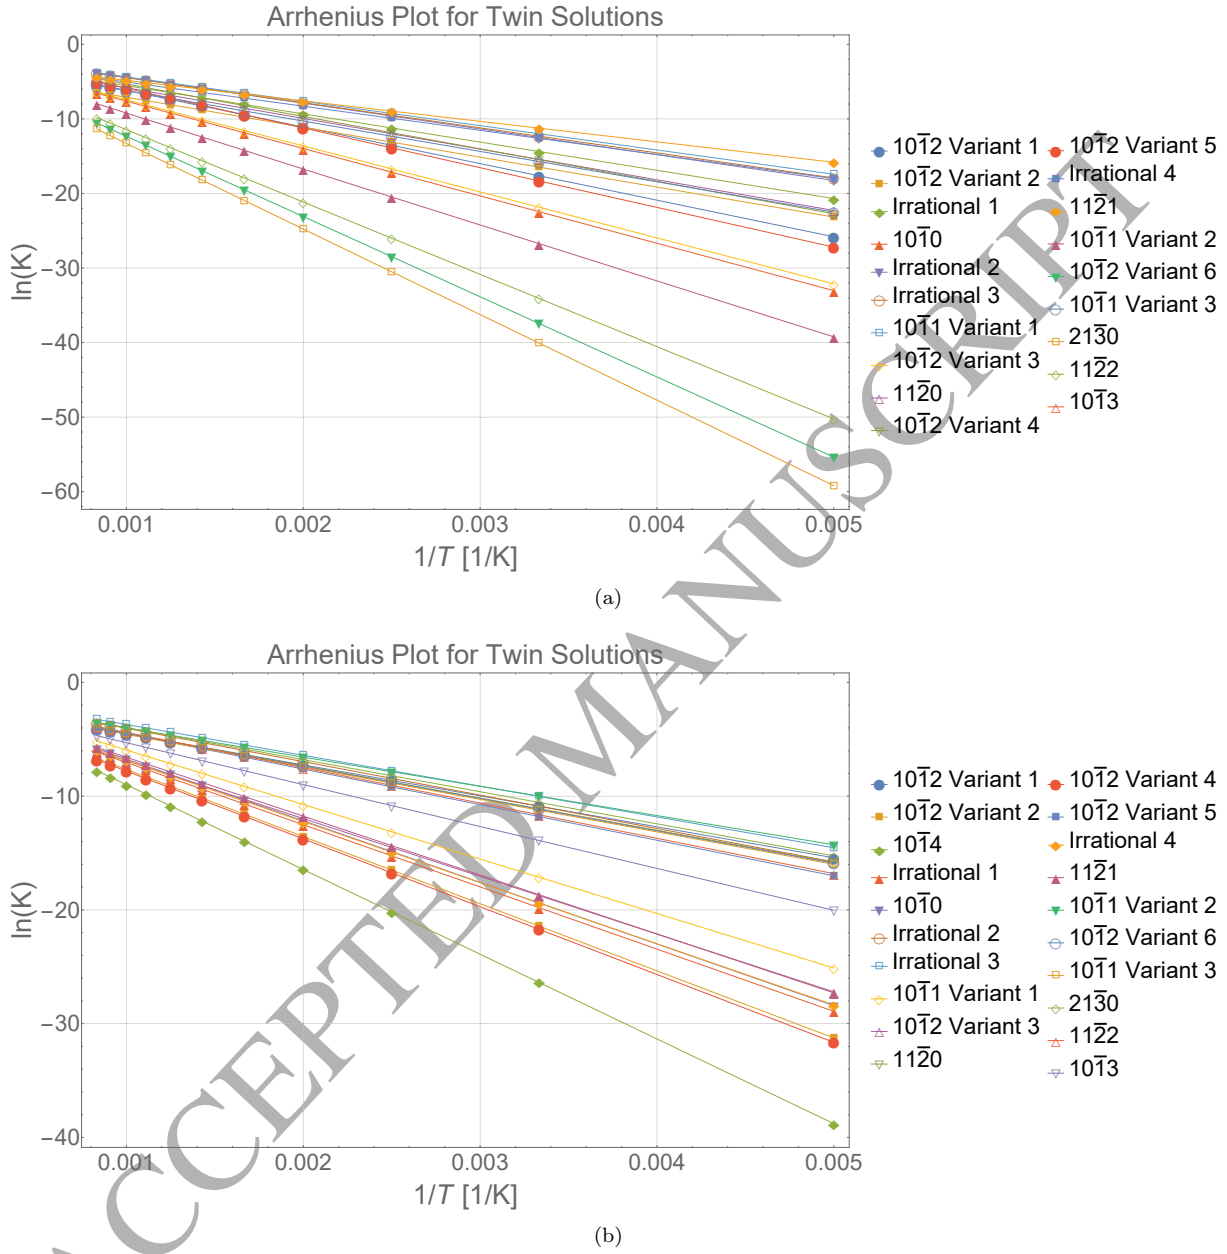 Arrhenius Plot for Twin Solutions
0
−10
−20
−30
−40
−50
−60
ln(K)
0.001 0.002 0.003 0.004 0.005
1/T [1/K]
101̅2 Variant 1
101̅2 Variant 2
Irrational 1
101̅0
Irrational 2
Irrational 3
101̅1 Variant 1
101̅2 Variant 3
112̅0
101̅2 Variant 4
101̅2 Variant 5
Irrational 4
112̅1
101̅1 Variant 2
101̅2 Variant 6
101̅1 Variant 3
213̅0
112̅2
101̅3
(a)
Arrhenius Plot for Twin Solutions
0
−10
−20
−30
−40
ln(K)
0.001 0.002 0.003 0.004 0.005
1/T [1/K]
101̅2 Variant 1
101̅2 Variant 2
101̅4
Irrational 1
101̅0
Irrational 2
Irrational 3
101̅1 Variant 1
101̅2 Variant 3
112̅0
101̅2 Variant 4
101̅2 Variant 5
Irrational 4
112̅1
101̅1 Variant 2
101̅2 Variant 6
101̅1 Variant 3
213̅0
112̅2
101̅3
(b)
ACCEPTED MANUSCRIPT